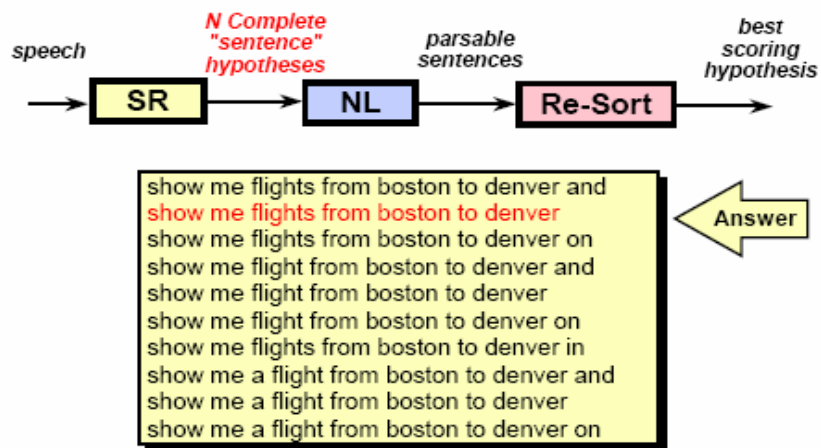 speech
N Complete
"sentence"
hypotheses
parsable
sentences
best
scoring
hypothesis
SR
NL
Re-Sort
show me flights from boston to denver and
show me flights from boston to denver
show me flights from boston to denver on
show me flight from boston to denver and
show me flight from boston to denver
show me flight from boston to denver on
show me flights from boston to denver in
show me a flight from boston to denver and
show me a flight from boston to denver
show me a flight from boston to denver on
Answer